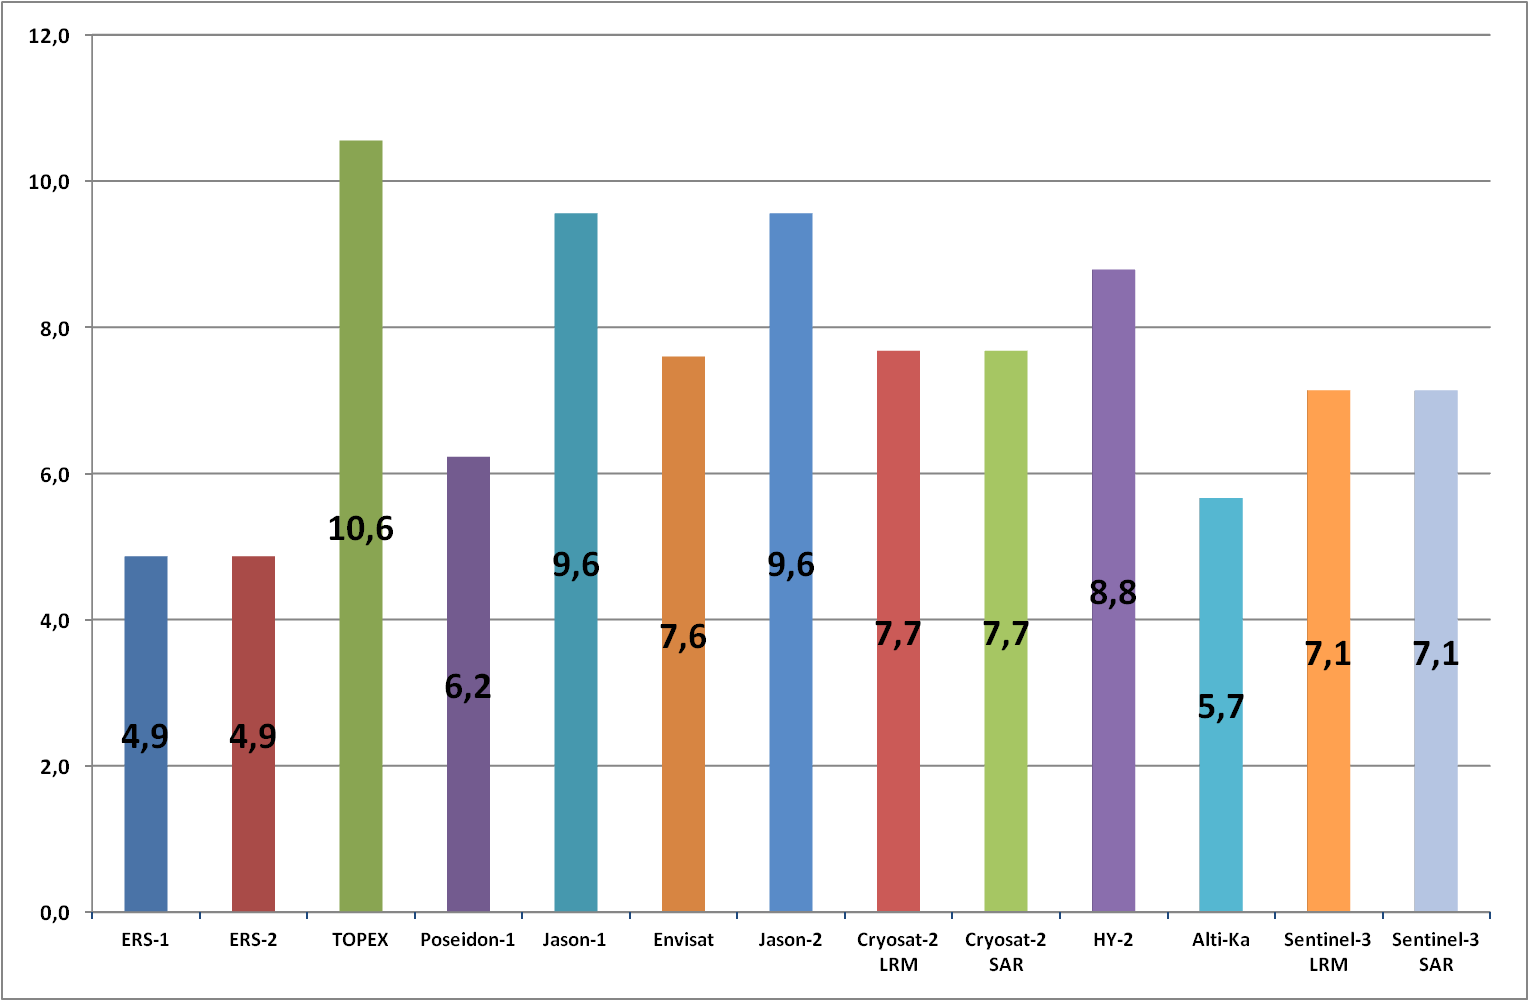 12,0
10,0
8,0
6,0
4,0
2,0
0,0
4,9
4,9
10,6
6,2
9,6
7,6
9,6
7,7
7,7
8,8
5,7
7,1
7,1
ERS-1
ERS-2
TOPEX
Poseidon-1
Jason-1
Envisat
Jason-2
Cryosat-2
LRM
Cryosat-2
SAR
HY-2
Alti-Ka
Sentinel-3
LRM
Sentinel-3
SAR